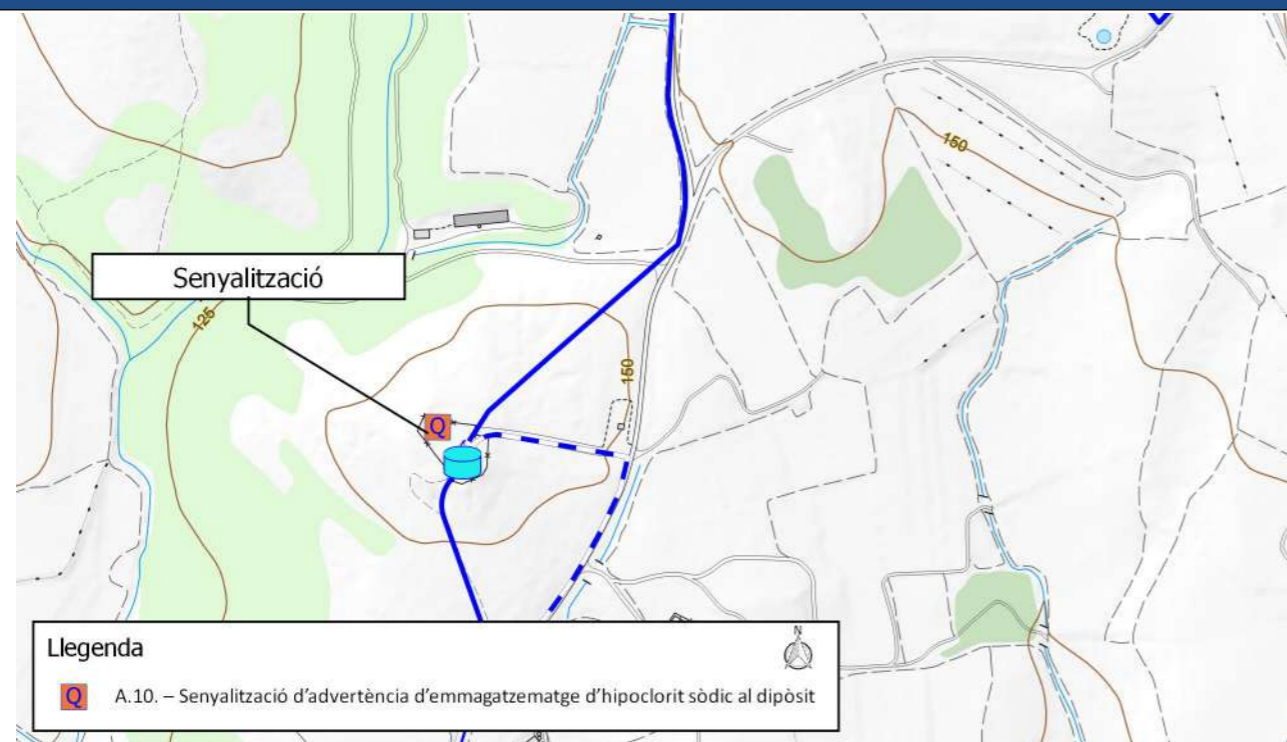 150
Senyalització
125
150
Q
Llegenda
N
Q A.10. – Senyalització d'advertència d'emmagatzematge d'hipoclorit sòdic al dipòsit